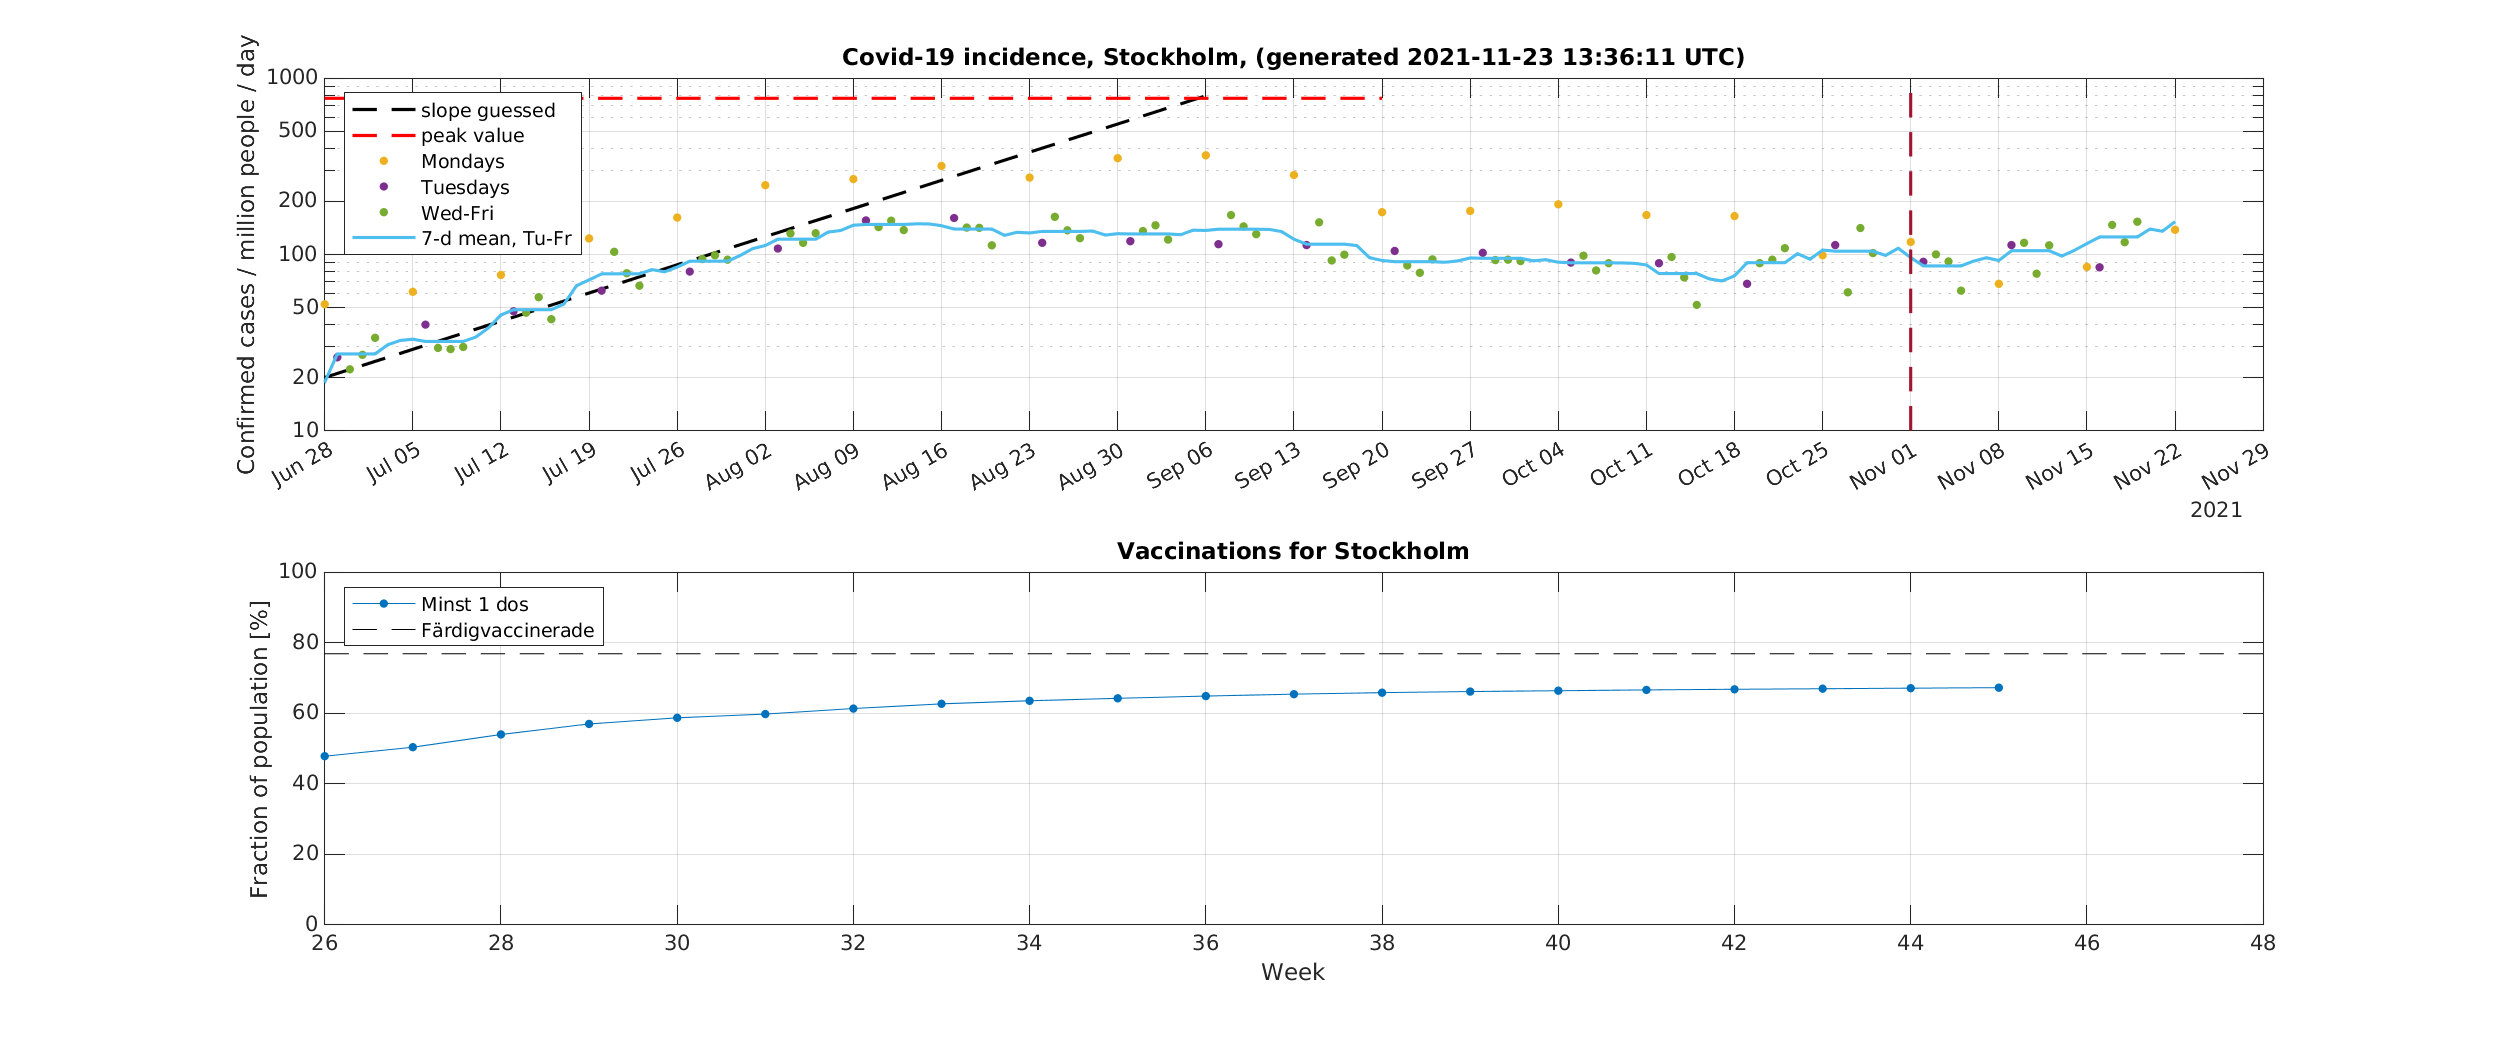 Covid-19 incidence, Stockholm, (generated 2021-11-23 13:36:11 UTC)
Confirmed cases / million people / day
1000
500
200
100
50
20
10
slope guessed
peak value
Mondays
Tuesdays
Wed-Fri
7-d mean, Tu-Fr
Jun 28 Jul 05 Jul 12 Jul 19 Jul 26 Aug 02 Aug 09 Aug 16 Aug 23 Aug 30 Sep 06 Sep 13 Sep 20 Sep 27 Oct 04 Oct 11 Oct 18 Oct 25 Nov 01 Nov 08 Nov 15 Nov 22 Nov 29
2021
Vaccinations for Stockholm
Fraction of population [%]
100
80
60
40
20
0
Minst 1 dos
Färdigvaccinerade
26 28 30 32 34 36 38 40 42 44 46 48
Week